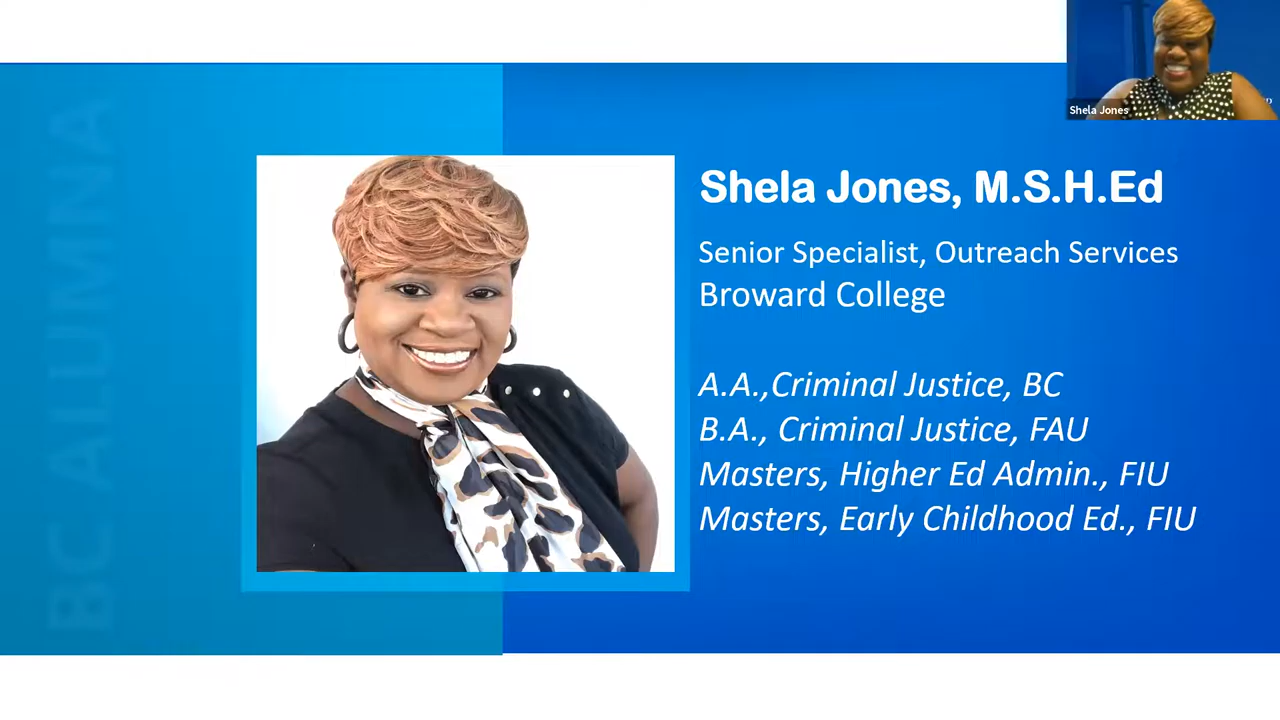 Shela Jones
Shela Jones, M.S.H.Ed
Senior Specialist, Outreach Services
Broward College
A.A.,Criminal Justice, BC
B.A., Criminal Justice, FAU
Masters, Higher Ed Admin., FIU
Masters, Early Childhood Ed., FIU
BC ALUMNA